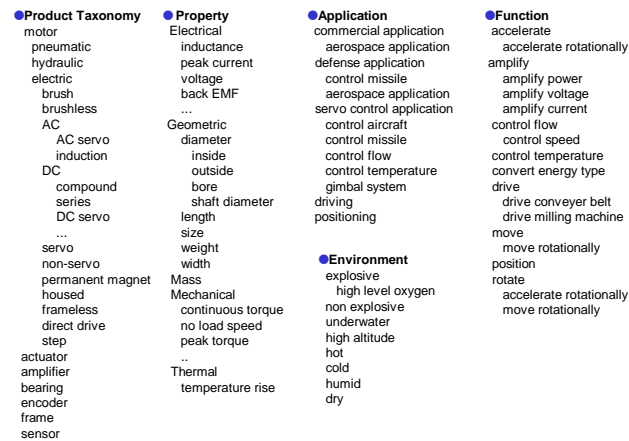 Product Taxonomy
motor
pneumatic
hydraulic
electric
brush
brushless
AC
AC servo
induction
DC
compound
series
DC servo
...
servo
non-servo
permanent magnet
housed
frameless
direct drive
step
actuator
amplifier
bearing
encoder
frame
sensor
Property
Electrical
inductance
peak current
voltage
back EMF
...
Geometric
diameter
inside
outside
bore
shaft diameter
length
size
weight
width
Mass
Mechanical
continuous torque
no load speed
peak torque
..
Thermal
temperature rise
Application
commercial application
aerospace application
defense application
control missile
aerospace application
servo control application
control aircraft
control missile
control flow
control temperature
gimbal system
driving
positioning
Environment
explosive
high level oxygen
non explosive
underwater
high altitude
hot
cold
humid
dry
Function
accelerate
accelerate rotationally
amplify
amplify power
amplify voltage
amplify current
control flow
control speed
control temperature
convert energy type
drive
drive conveyer belt
drive milling machine
move
move rotationally
position
rotate
accelerate rotationally
move rotationally